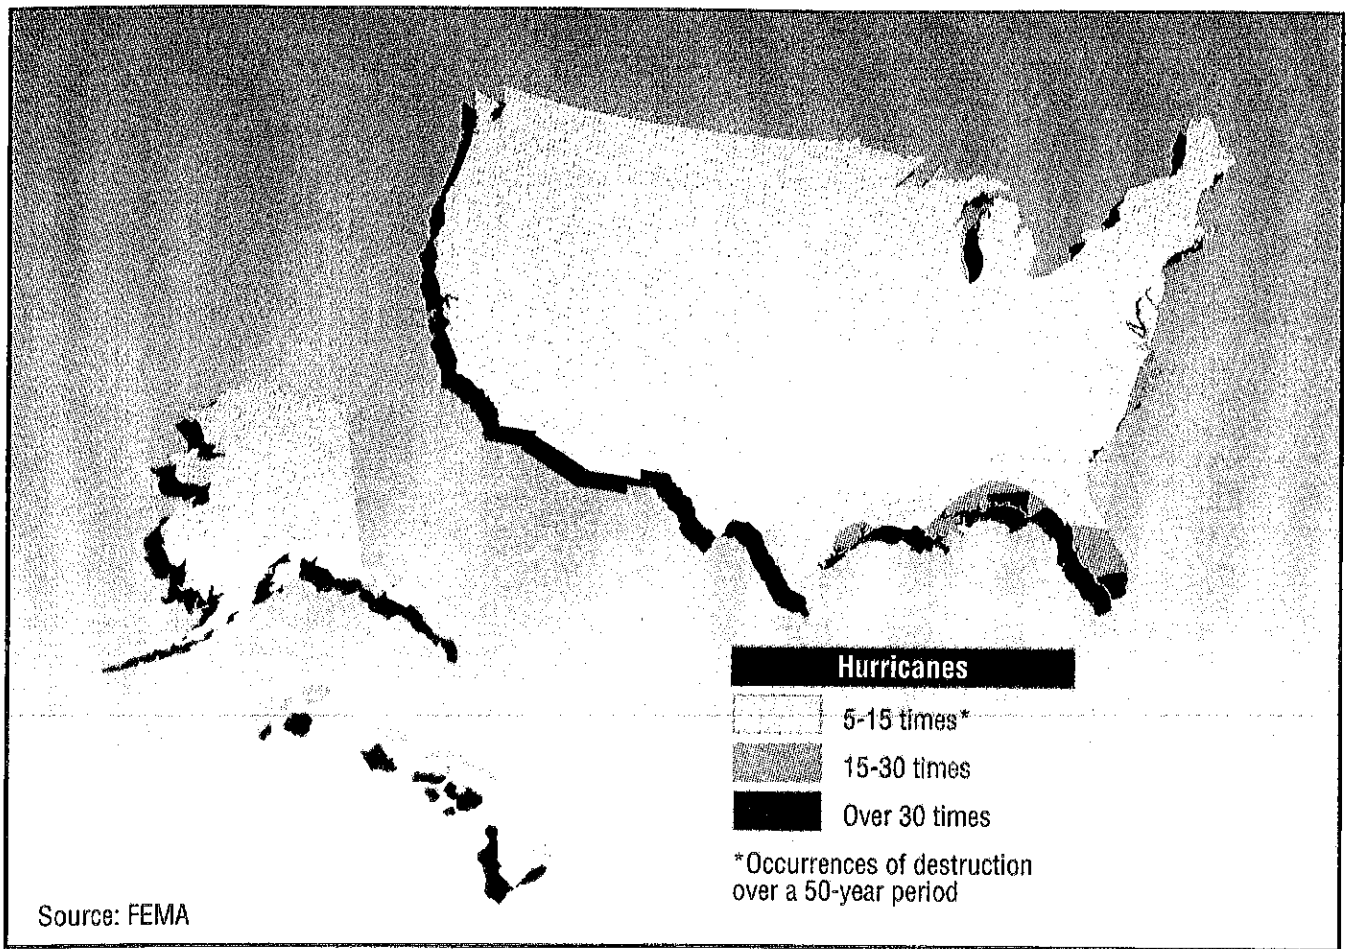 Hurricanes
5-15 times*
15-30 times
Over 30 times
*Occurrences of destruction
over a 50-year period
Source: FEMA